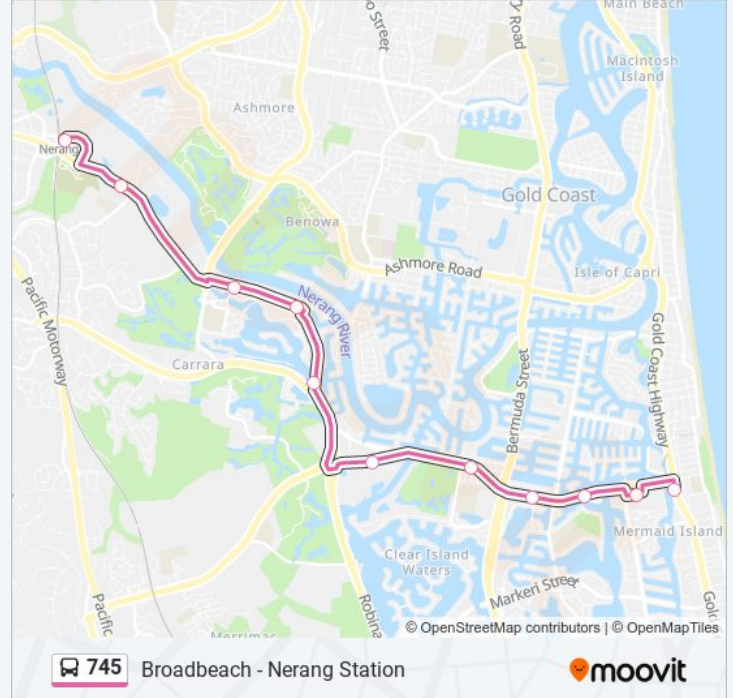 Main Beach
o Street
Y Road
MacIntosh
Island
Ashmore
Nerang
Gold Coast
Benowa
Ashmore Road
Isle of Capri
Nerang River
Pacific Motorway
Gold Coast Highway
Bermuda Street
Carrara
Mermaid Island
Clear Island
Waters
Markeri Street
Pacific
Robina
Gold
Merrimac
© OpenStreetMap contributors | © OpenMapTiles
745 Broadbeach - Nerang Station
moovit